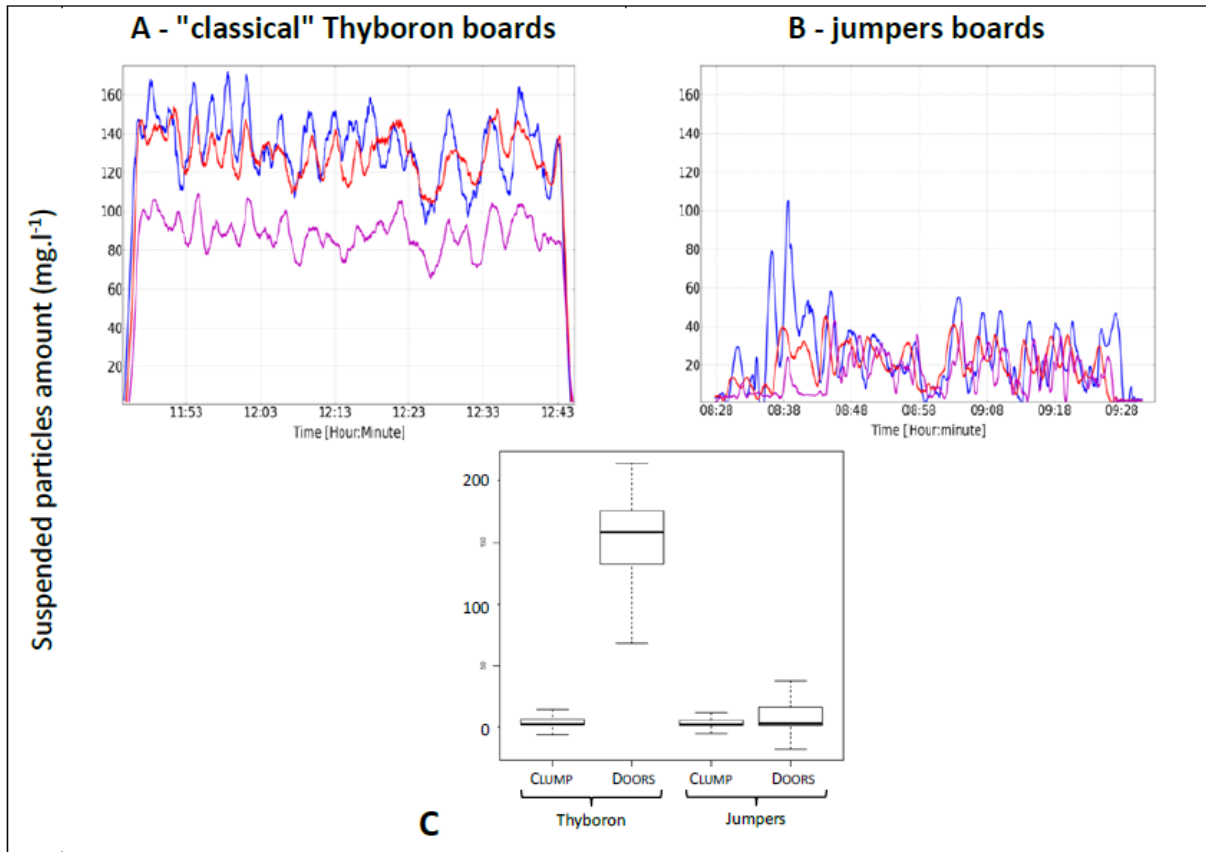 A - "classical" Thyboron boards
B - jumpers boards
Suspended particles amount (mg.l-1)
160
140
120
100
80
60
40
20
11:53 12:03 12:13 12:23 12:33 12:43
Time [Hour:Minute]
160
140
120
100
80
60
40
20
08:28 08:38 08:48 08:58 09:08 09:18 09:28
Time [Hour:minute]
200
100
0
CLUMP DOORS CLUMP DOORS
Thyboron Jumpers
C